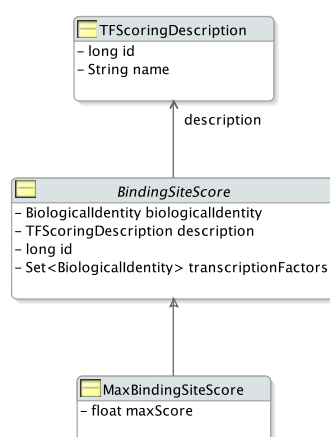 TFScoringDescription
– long id
– String name
description
BindingSiteScore
– BiologicalIdentity biologicalIdentity
– TFScoringDescription description
– long id
– Set<BiologicalIdentity> transcriptionFactors
MaxBindingSiteScore
– float maxScore